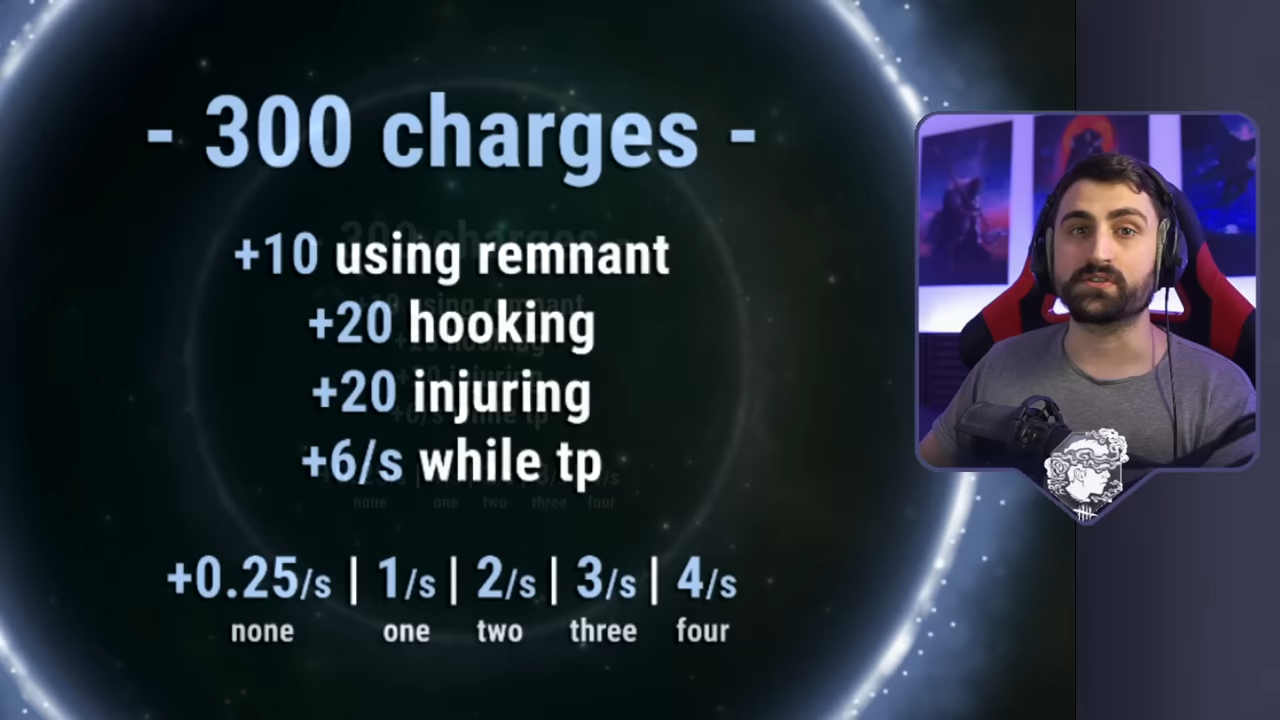 - 300 charges -
+10 using remnant
+20 hooking
+20 injuring
+6/s while tp
+0.25/s | 1/s | 2/s | 3/s | 4/s
none one two three four